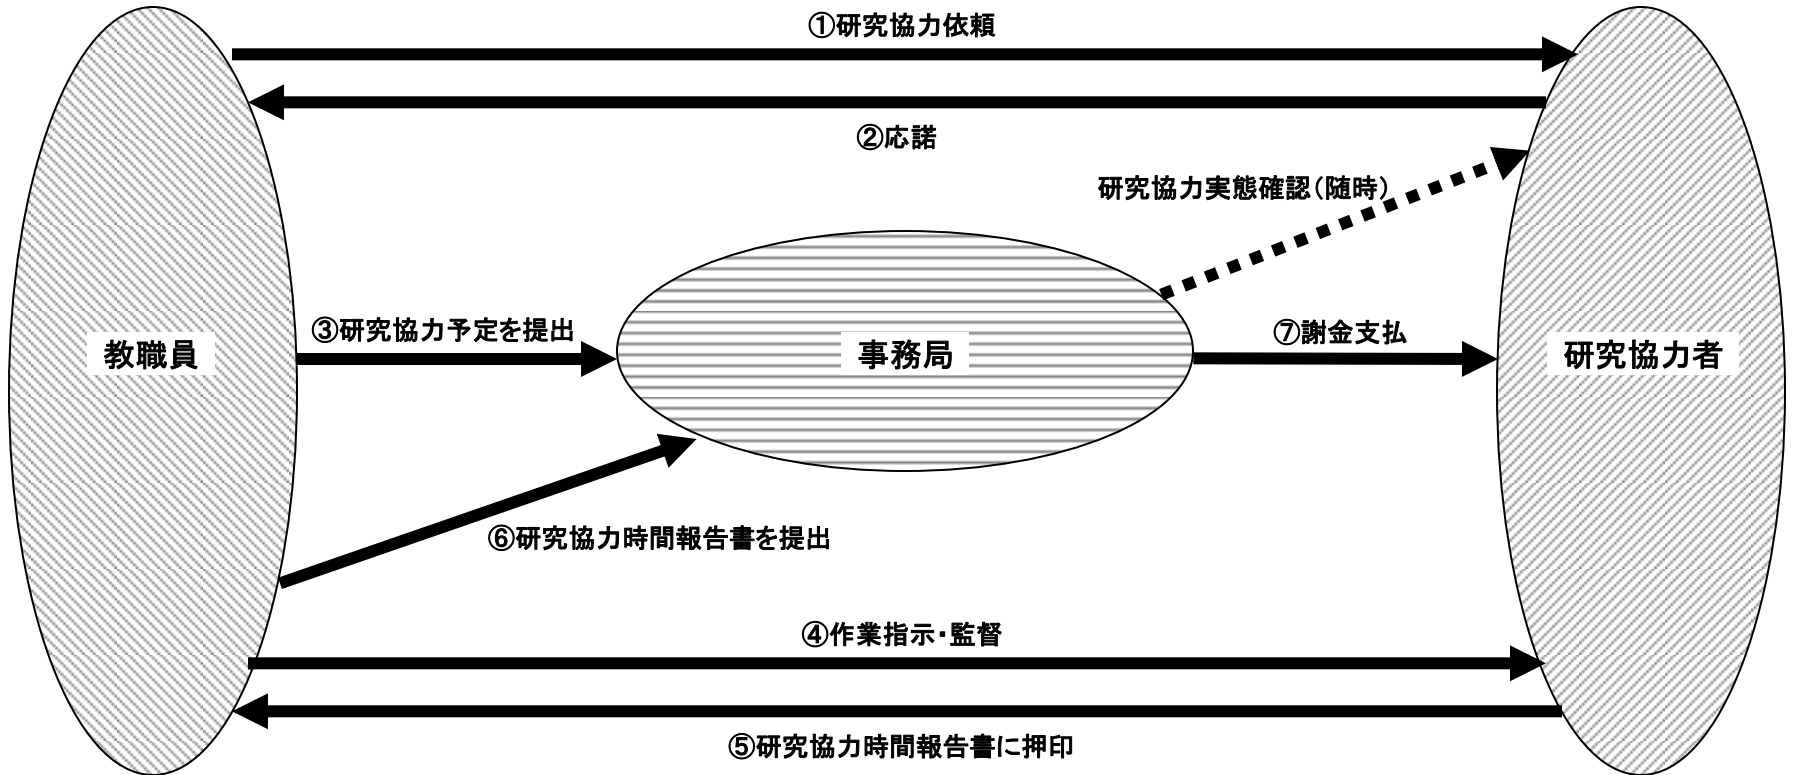 ①研究協力依頼
②応諾
研究協力実態確認（随時）
③研究協力予定を提出
⑦謝金支払
教職員
事務局
研究協力者
⑥研究協力時間報告書を提出
④作業指示・監督
⑤研究協力時間報告書に押印